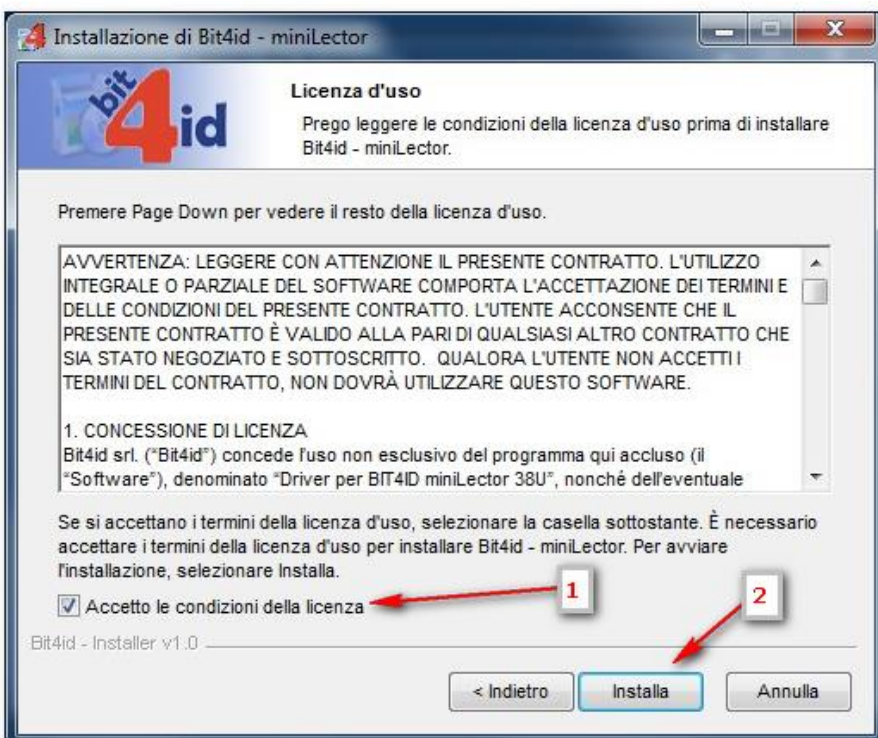 Installazione di Bit4id - miniLector
bit
4id
Licenza d'uso
Prego leggere le condizioni della licenza d'uso prima di installare
Bit4id - miniLector.
Premere Page Down per vedere il resto della licenza d'uso.
AVVERTENZA: LEGGERE CON ATTENZIONE IL PRESENTE CONTRATTO. L'UTILIZZO
INTEGRALE O PARZIALE DEL SOFTWARE COMPORTA L'ACCETTAZIONE DEI TERMINI E
DELLE CONDIZIONI DEL PRESENTE CONTRATTO. L'UTENTE ACCONSENTE CHE IL
PRESENTE CONTRATTO È VALIDO ALLA PARI DI QUALSIASI ALTRO CONTRATTO CHE
SIA STATO NEGOZIATO E SOTTOSCRITTO. QUALORA L'UTENTE NON ACCETTI I
TERMINI DEL CONTRATTO, NON DOVRÀ UTILIZZARE QUESTO SOFTWARE.
1. CONCESSIONE DI LICENZA
Bit4id srl. (“Bit4id”) concede l'uso non esclusivo del programma qui accluso (il
“Software”), denominato “Driver per BIT4ID miniLector 38U”, nonché dell'eventuale
Se si accettano i termini della licenza d'uso, selezionare la casella sottostante. È necessario
accettare i termini della licenza d'uso per installare Bit4id - miniLector. Per avviare
l'installazione, selezionare Installa.
Accetto le condizioni della licenza
1
2
Bit4id - Installer v1.0
< Indietro
Installa
Annulla